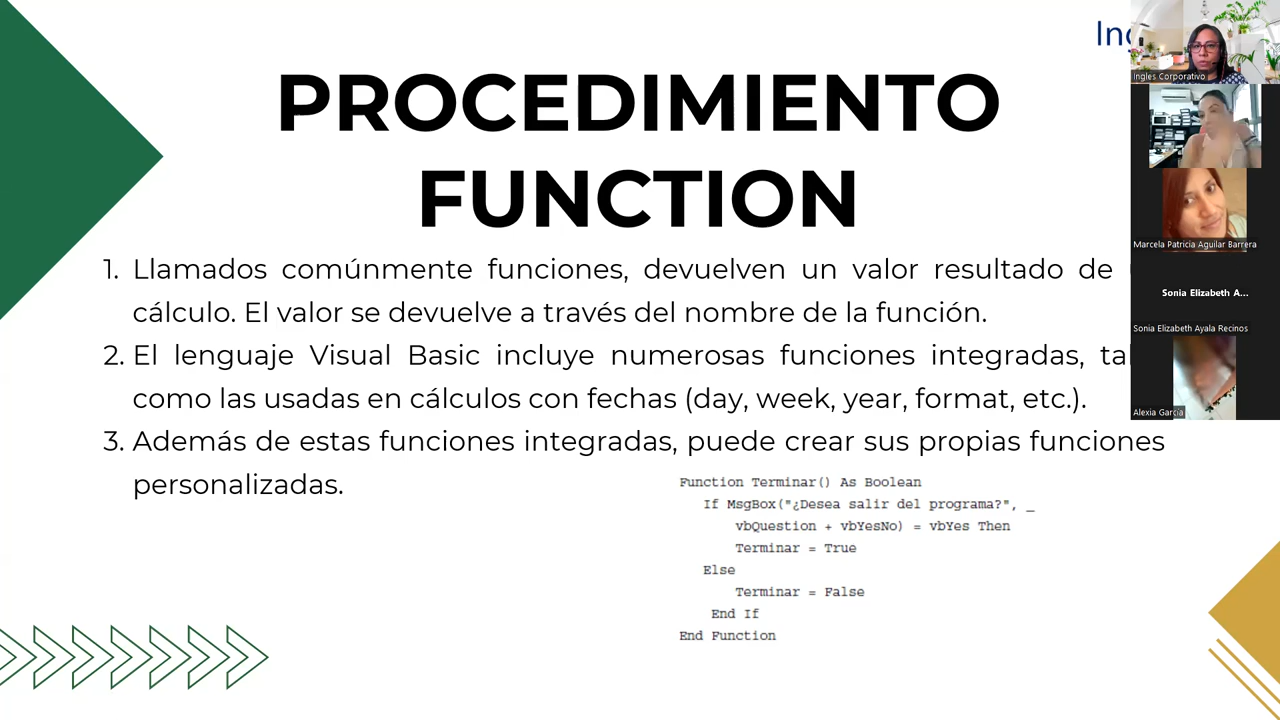 PROCEDIMIENTO
FUNCTION
1. Llamados comúnmente funciones, devuelven un valor resultado de
cálculo. El valor se devuelve a través del nombre de la función.
2. El lenguaje Visual Basic incluye numerosas funciones integradas,
como las usadas en cálculos con fechas (day, week, year, format, etc.).
3. Además de estas funciones integradas, puede crear sus propias funciones
personalizadas.
Function Terminar() As Boolean
If MsgBox("¿Desea salir del programa?", _
vbQuestion + vbYesNo) = vbYes Then
Terminar = True
Else
Terminar = False
End If
End Function
Ingles Corporativo
Marcela Patricia Aguilar Barrera
Sonia Elizabeth A...
Sonia Elizabeth Ayala Recinos
Alexia García